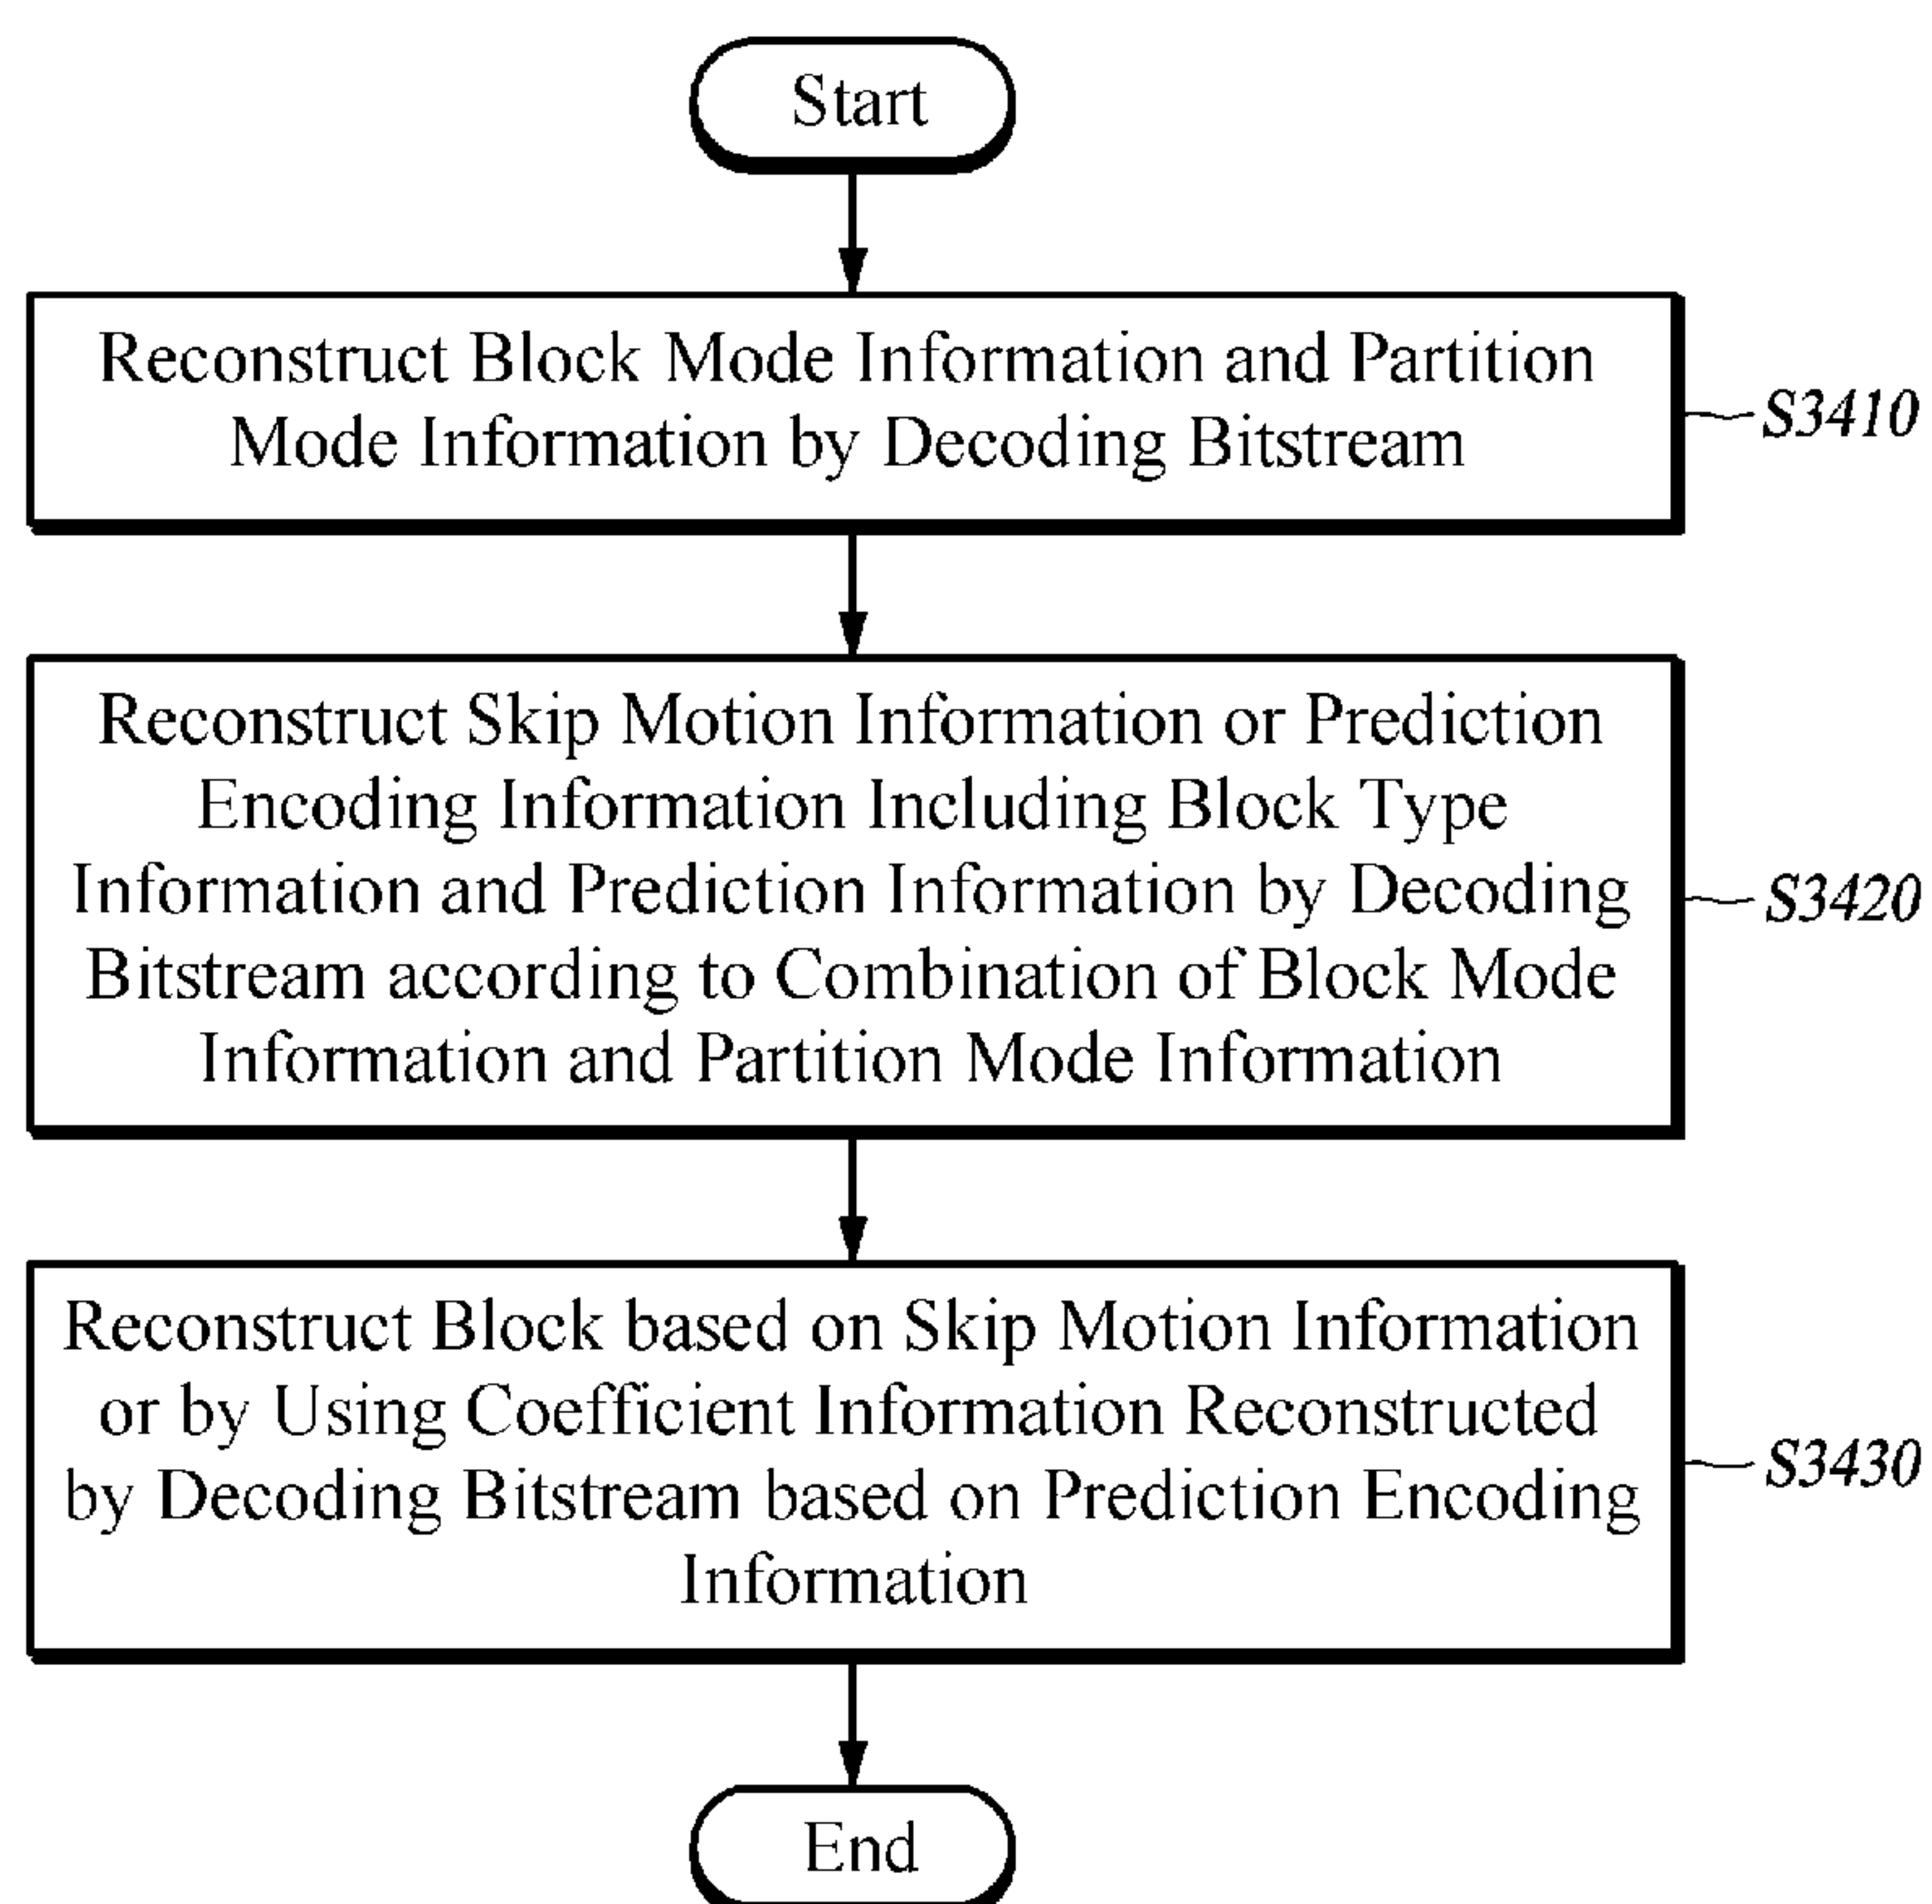 Start
Reconstruct Block Mode Information and Partition
Mode Information by Decoding Bitstream
S3410
Reconstruct Skip Motion Information or Prediction
Encoding Information Including Block Type
Information and Prediction Information by Decoding
Bitstream according to Combination of Block Mode
Information and Partition Mode Information
S3420
Reconstruct Block based on Skip Motion Information
or by Using Coefficient Information Reconstructed
by Decoding Bitstream based on Prediction Encoding
Information
S3430
End